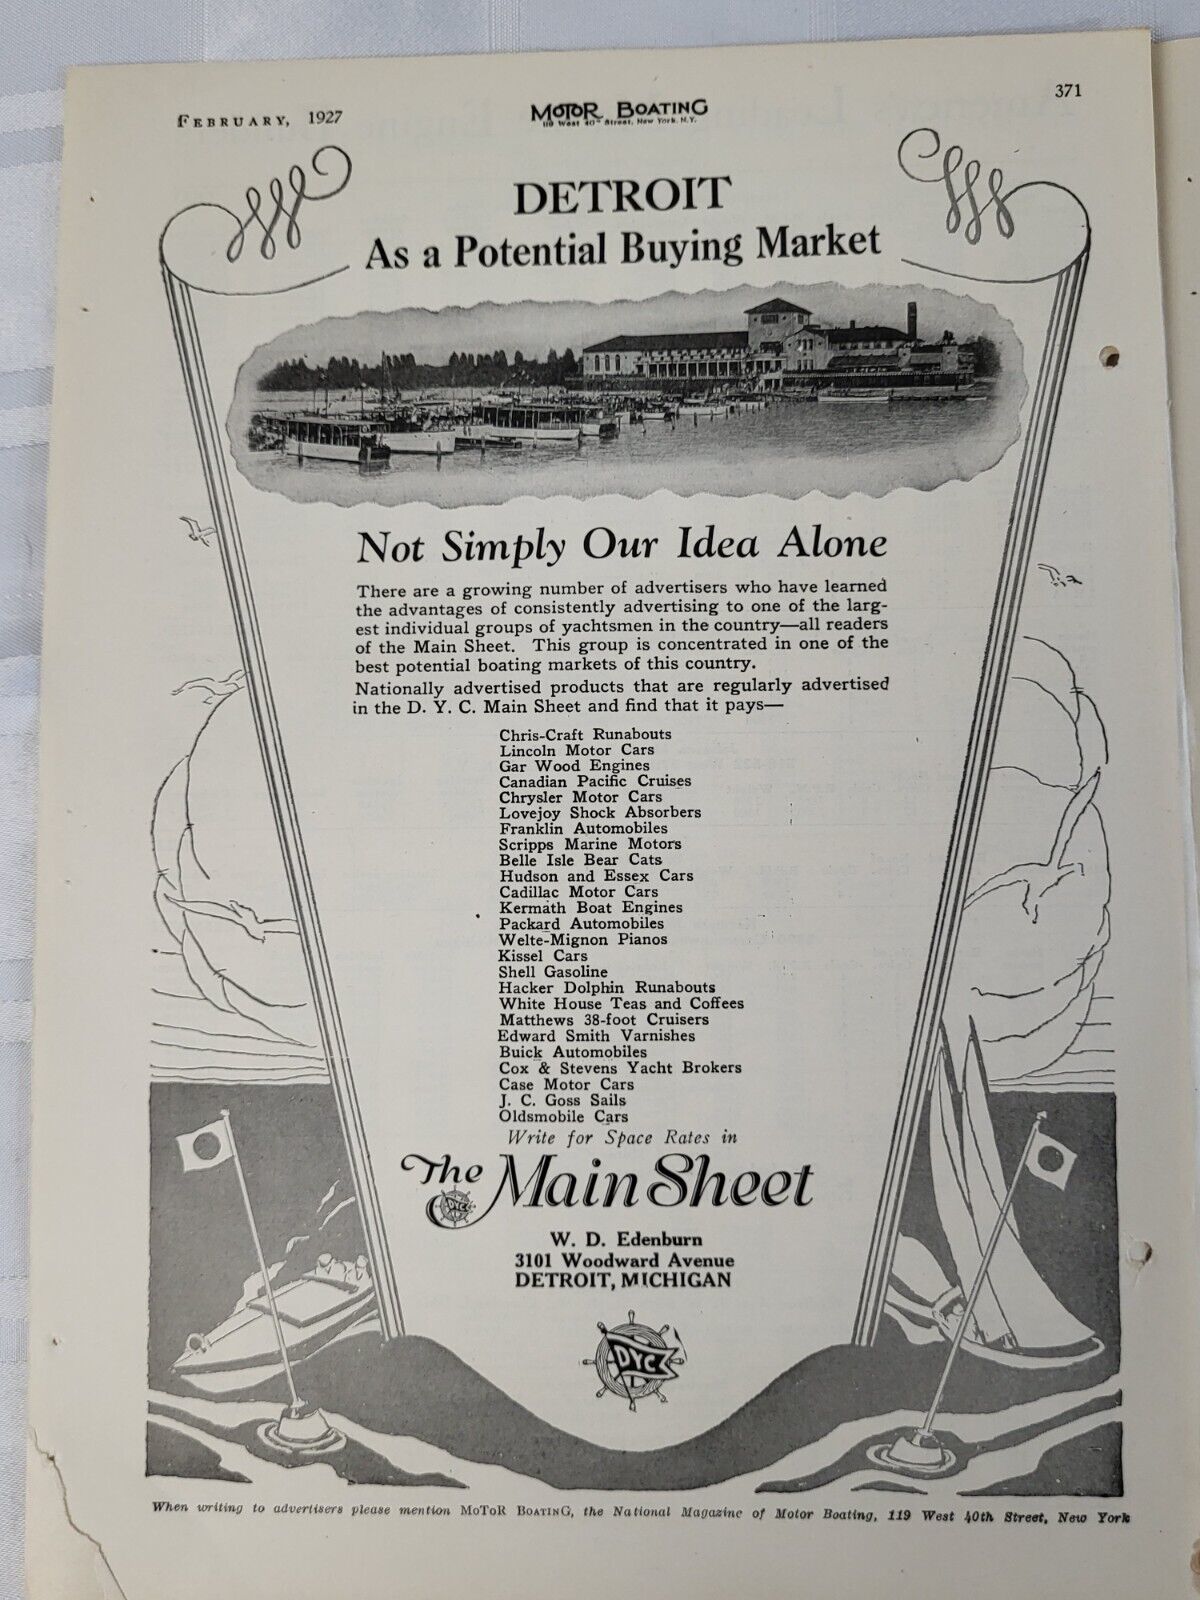 FEBRUARY, 1927
MOTOR BOATING
119 West 40th Street, New York, N.Y.
371
DETROIT
As a Potential Buying Market
Not Simply Our Idea Alone
There are a growing number of advertisers who have learned
the advantages of consistently advertising to one of the larg-
est individual groups of yachtsmen in the country—all readers
of the Main Sheet. This group is concentrated in one of the
best potential boating markets of this country.
Nationally advertised products that are regularly advertised
in the D. Y. C. Main Sheet and find that it pays—
Chris-Craft Runabouts
Lincoln Motor Cars
Gar Wood Engines
Canadian Pacific Cruises
Chrysler Motor Cars
Lovejoy Shock Absorbers
Franklin Automobiles
Scripps Marine Motors
Belle Isle Bear Cats
Hudson and Essex Cars
Cadillac Motor Cars
Kermath Boat Engines
Packard Automobiles
Welte-Mignon Pianos
Kissel Cars
Shell Gasoline
Hacker Dolphin Runabouts
White House Teas and Coffees
Matthews 38-foot Cruisers
Edward Smith Varnishes
Buick Automobiles
Cox & Stevens Yacht Brokers
Case Motor Cars
J. C. Goss Sails
Oldsmobile Cars
Write for Space Rates in
The Main Sheet
DYC
W. D. Edenburn
3101 Woodward Avenue
DETROIT, MICHIGAN
DYC
When writing to advertisers please mention MOTOR BOATING, the National Magazine of Motor Boating, 119 West 40th Street, New York